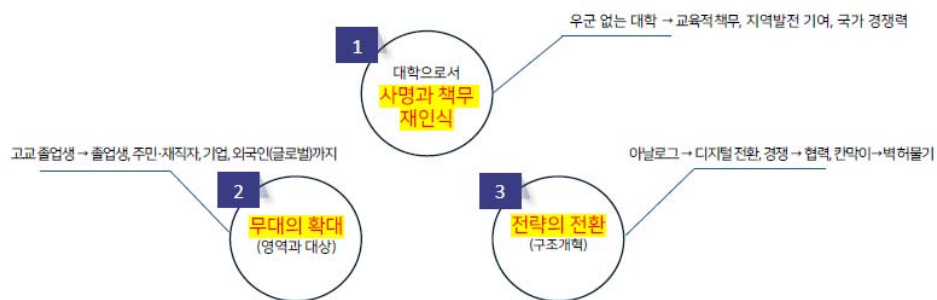 우군 없는 대학 → 교육적책무, 지역발전 기여, 국가 경쟁력
1
대학으로서
사명과 책무
재인식
고교 졸업생 → 졸업생, 주민·재직자, 기업, 외국인(글로벌)까지
2
무대의 확대
(영역과 대상)
아날로그 → 디지털 전환, 경쟁 → 협력, 칸막이→벽 허물기
3
전략의 전환
(구조개혁)